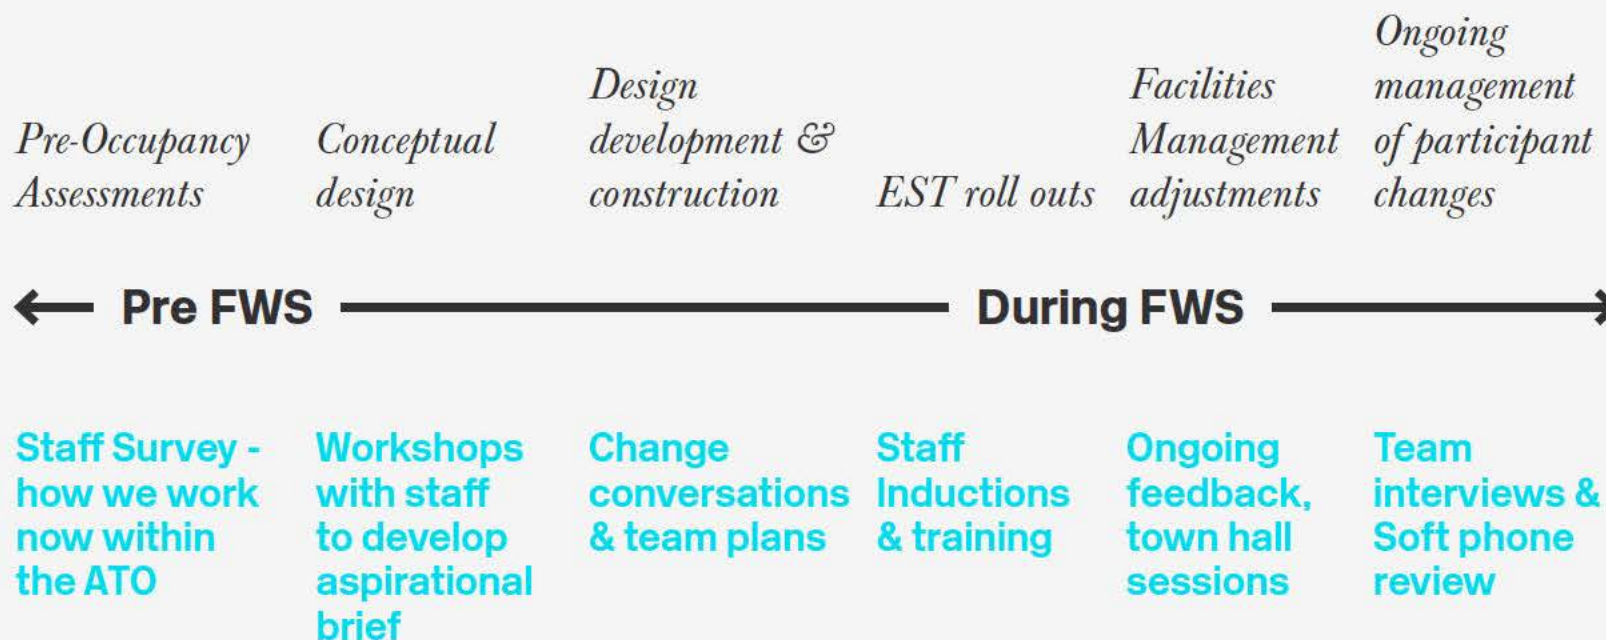 Pre-Occupancy
Assessments
Conceptual
design
Design
development &
construction
EST roll outs
Facilities
Management
adjustments
Ongoing
management
of participant
changes
Pre FWS
During FWS
Staff Survey -
how we work
now within
the ATO
Workshops
with staff
to develop
aspirational
brief
Change
conversations
& team plans
Staff
Inductions
& training
Ongoing
feedback,
town hall
sessions
Team
interviews &
Soft phone
review